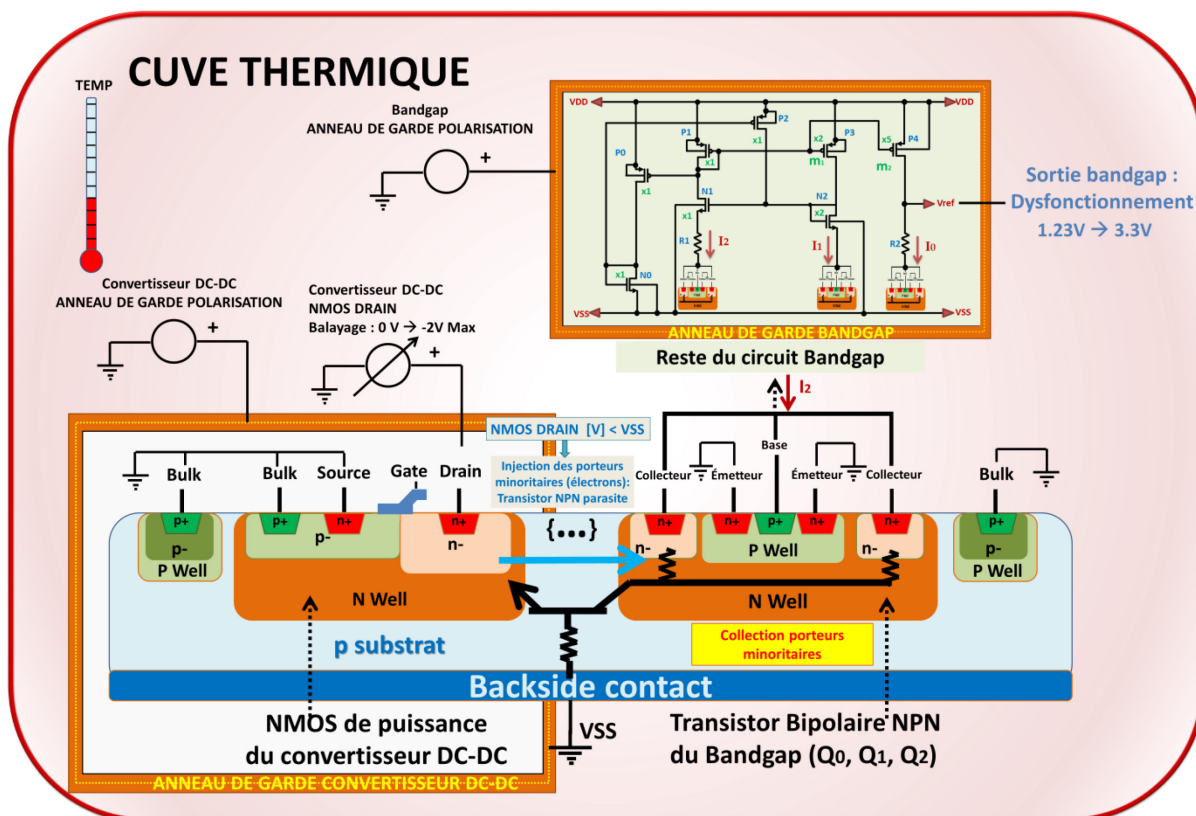 CUVE THERMIQUE
TEMP
Bandgap
ANNEAU DE GARDE POLARISATION
+
VDD
VDD
P2
P1
P3
P4
x1
x2
x5
P0
x1
m1
m2
x1
N1
N2
Vref
x1
x2
R1
I2
I1
R2
I0
x1
N0
VSS
VSS
ANNEAU DE GARDE BANDGAP
Sortie bandgap :
Dysfonctionnement
1.23V → 3.3V
Convertisseur DC-DC
ANNEAU DE GARDE POLARISATION
+
Convertisseur DC-DC
NMOS DRAIN
Balayage : 0 V → -2V Max
+
Reste du circuit Bandgap
I2
NMOS DRAIN [V] < VSS
Injection des porteurs
minoritaires (électrons):
Transistor NPN parasite
Bulk
Bulk
Source
Gate
Drain
Collecteur
Émetteur
Base
Émetteur
Collecteur
Bulk
p+
p+
n+
n+
{...}
n+
n+
p+
n+
n+
p+
p-
P Well
p-
n-
n-
P Well
n-
p-
P Well
N Well
N Well
p substrat
Collection porteurs
minoritaires
Backside contact
NMOS de puissance
du convertisseur DC-DC
VSS
Transistor Bipolaire NPN
du Bandgap (Q0, Q1, Q2)
ANNEAU DE GARDE CONVERTISSEUR DC-DC